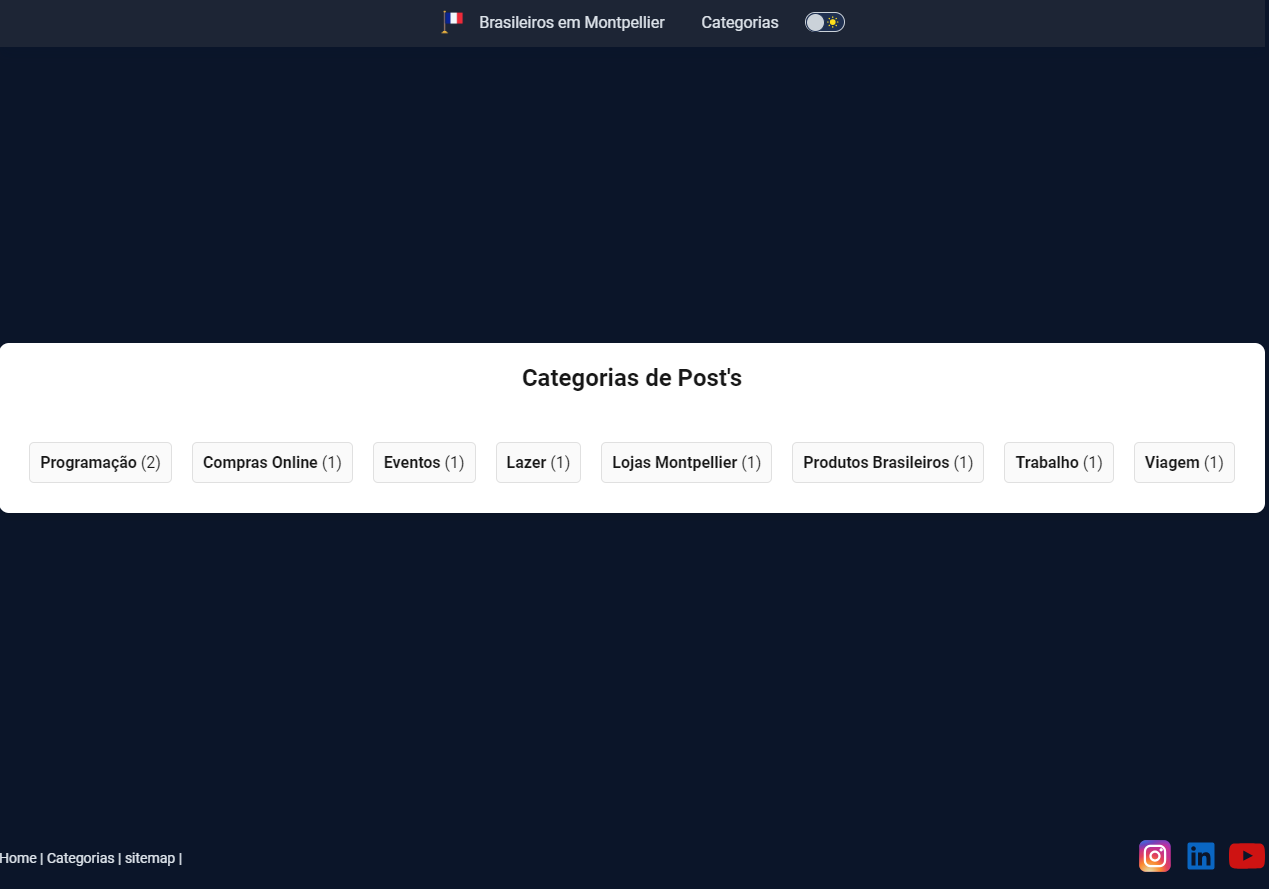 Brasileiros em Montpellier Categorias
Categorias de Post's
Programação (2) Compras Online (1) Eventos (1) Lazer (1) Lojas Montpellier (1) Produtos Brasileiros (1) Trabalho (1) Viagem (1)
Home | Categorias | sitemap |
in